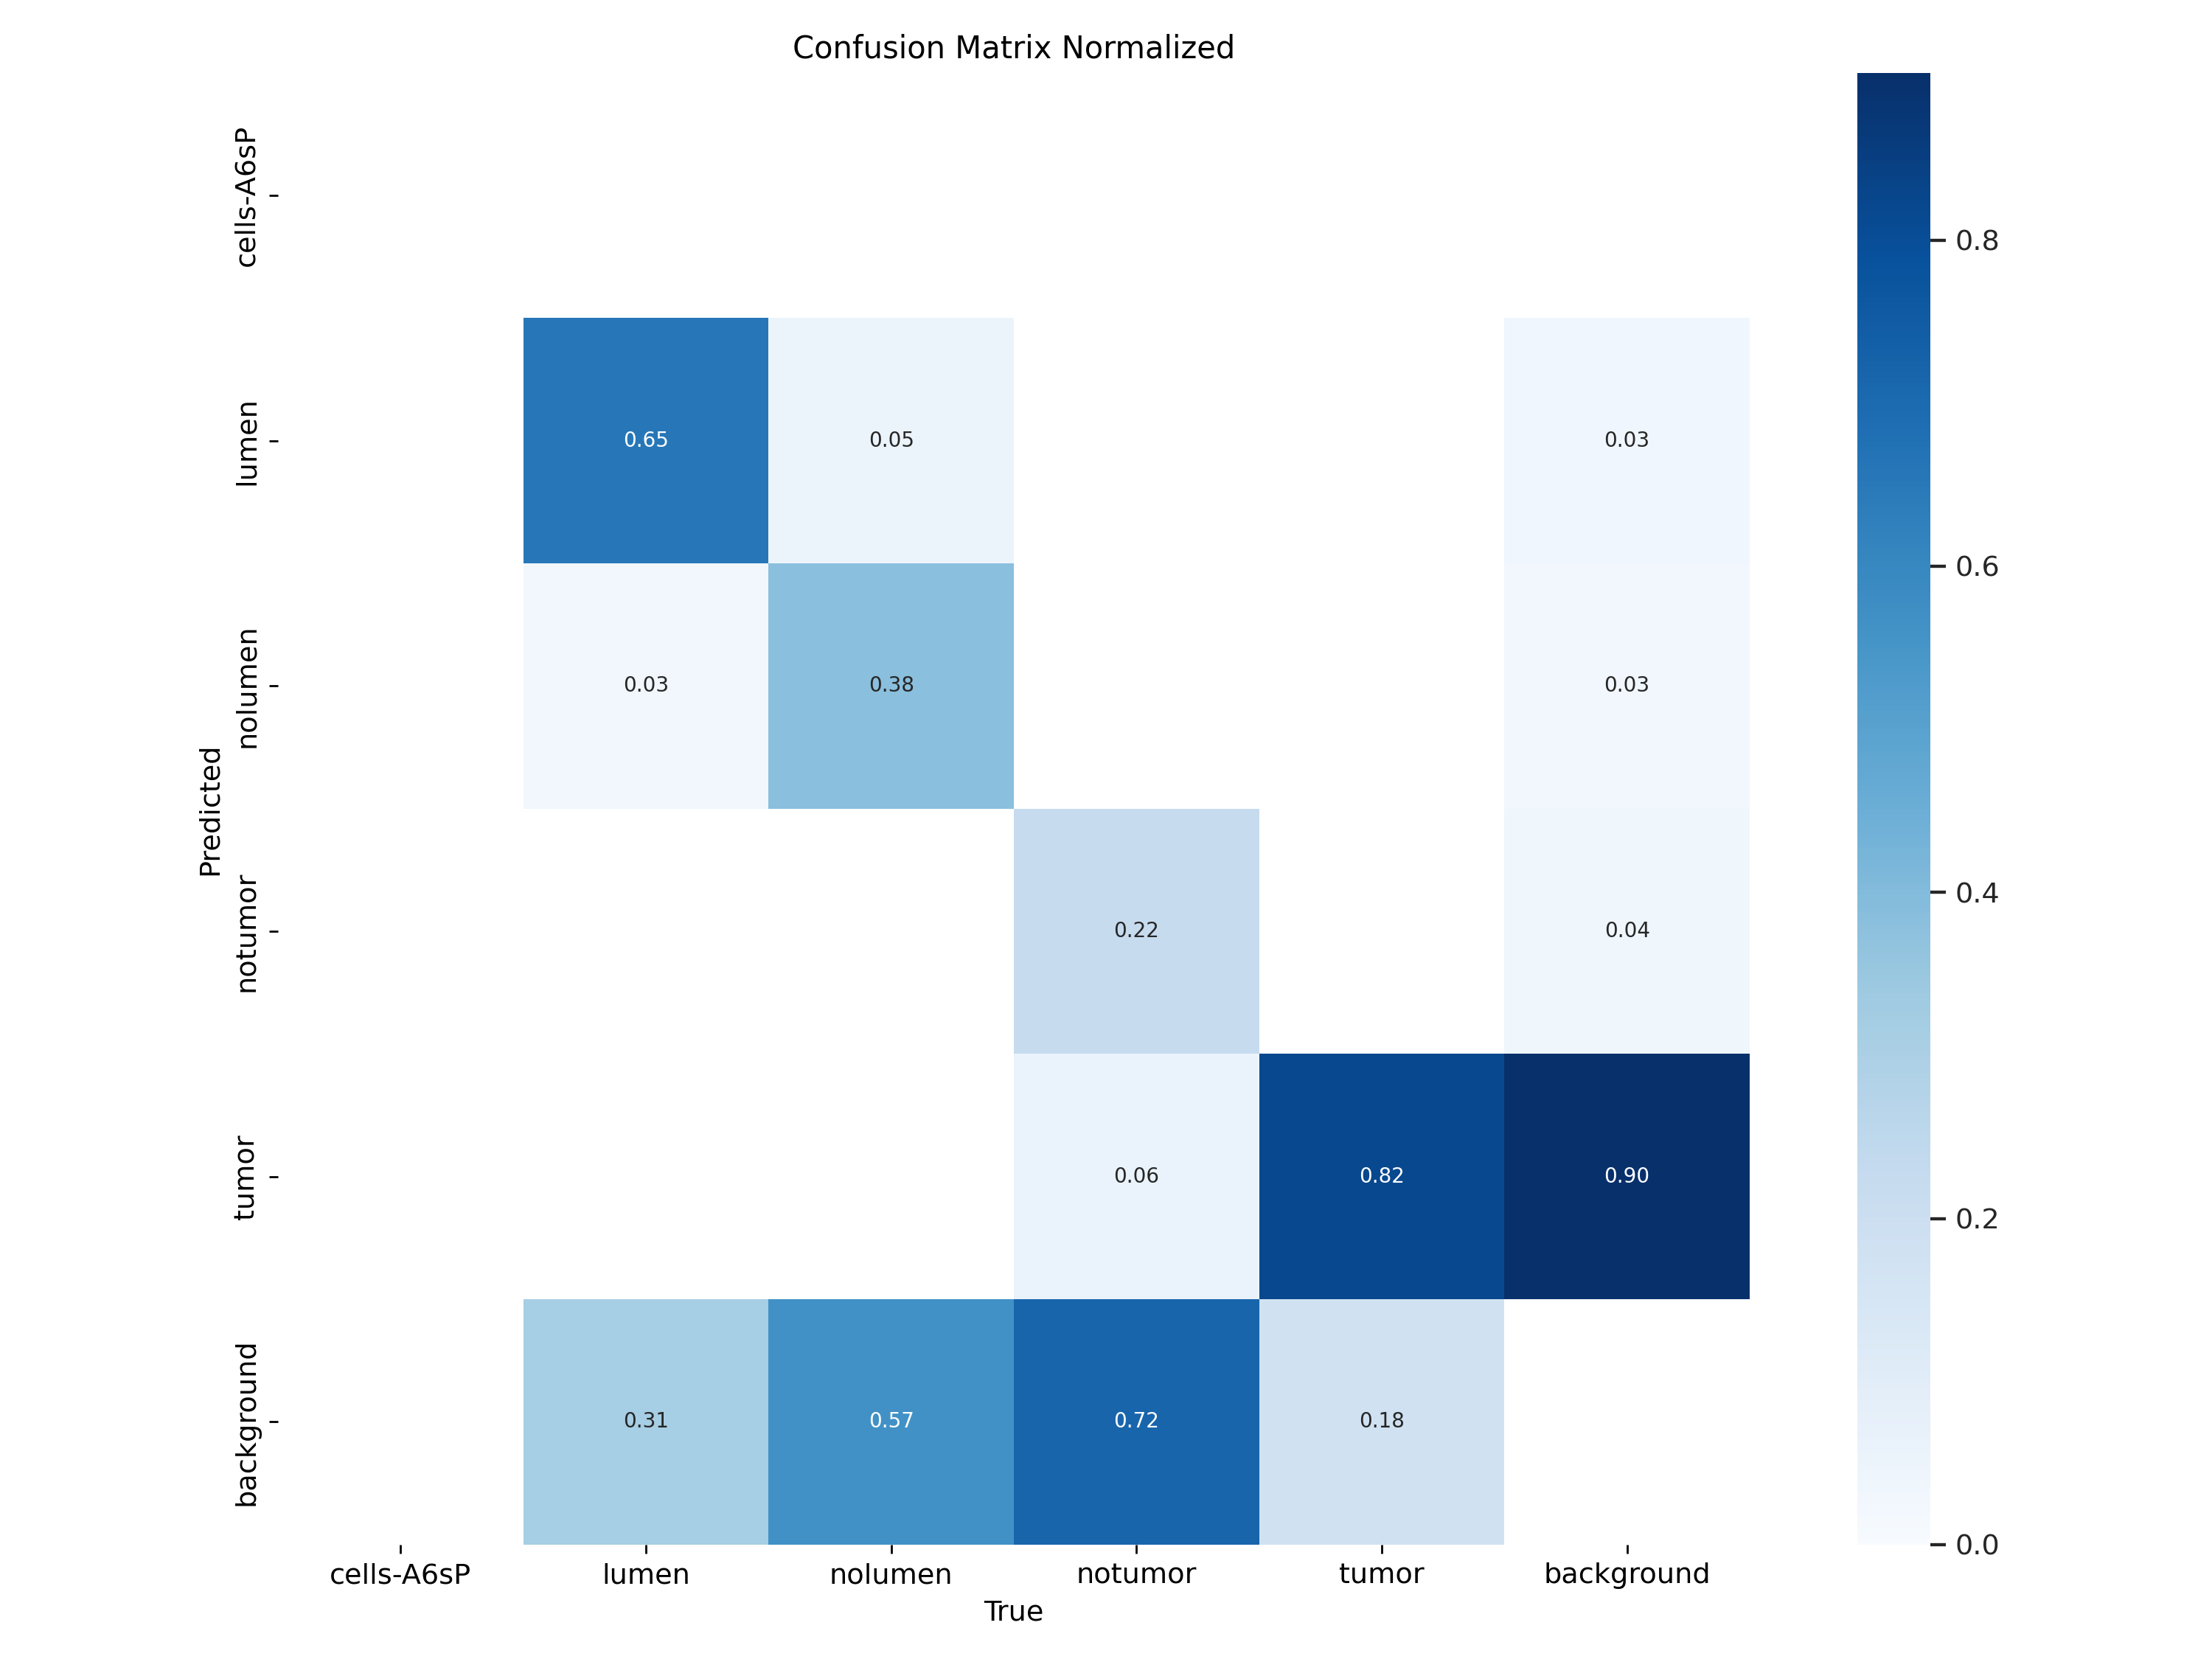 Confusion Matrix Normalized
cells-A6sP
lumen
0.65 0.05 0.03
nolumen
0.03 0.38 0.03
Predicted
notumor
0.22 0.04
tumor
0.06 0.82 0.90
background
0.31 0.57 0.72 0.18
cells-A6sP lumen nolumen notumor tumor background
True
0.8
0.6
0.4
0.2
0.0